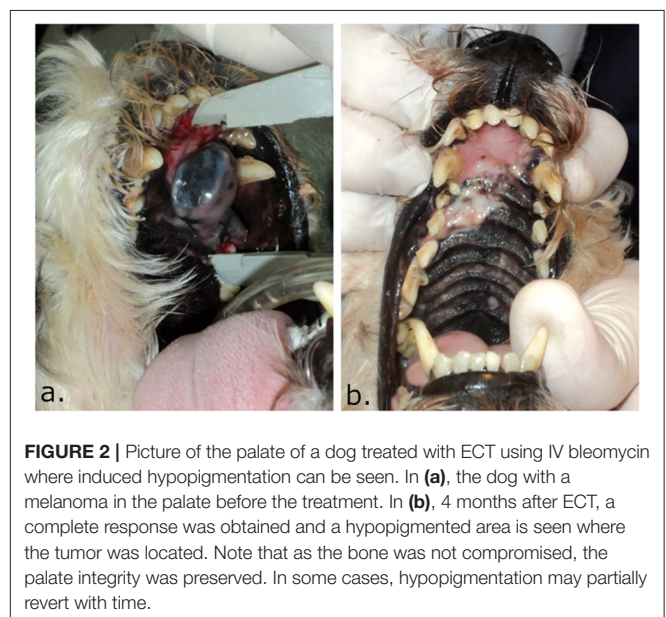 a.
b.
FIGURE 2 | Picture of the palate of a dog treated with ECT using IV bleomycin
where induced hypopigmentation can be seen. In (a), the dog with a
melanoma in the palate before the treatment. In (b), 4 months after ECT, a
complete response was obtained and a hypopigmented area is seen where
the tumor was located. Note that as the bone was not compromised, the
palate integrity was preserved. In some cases, hypopigmentation may partially
revert with time.